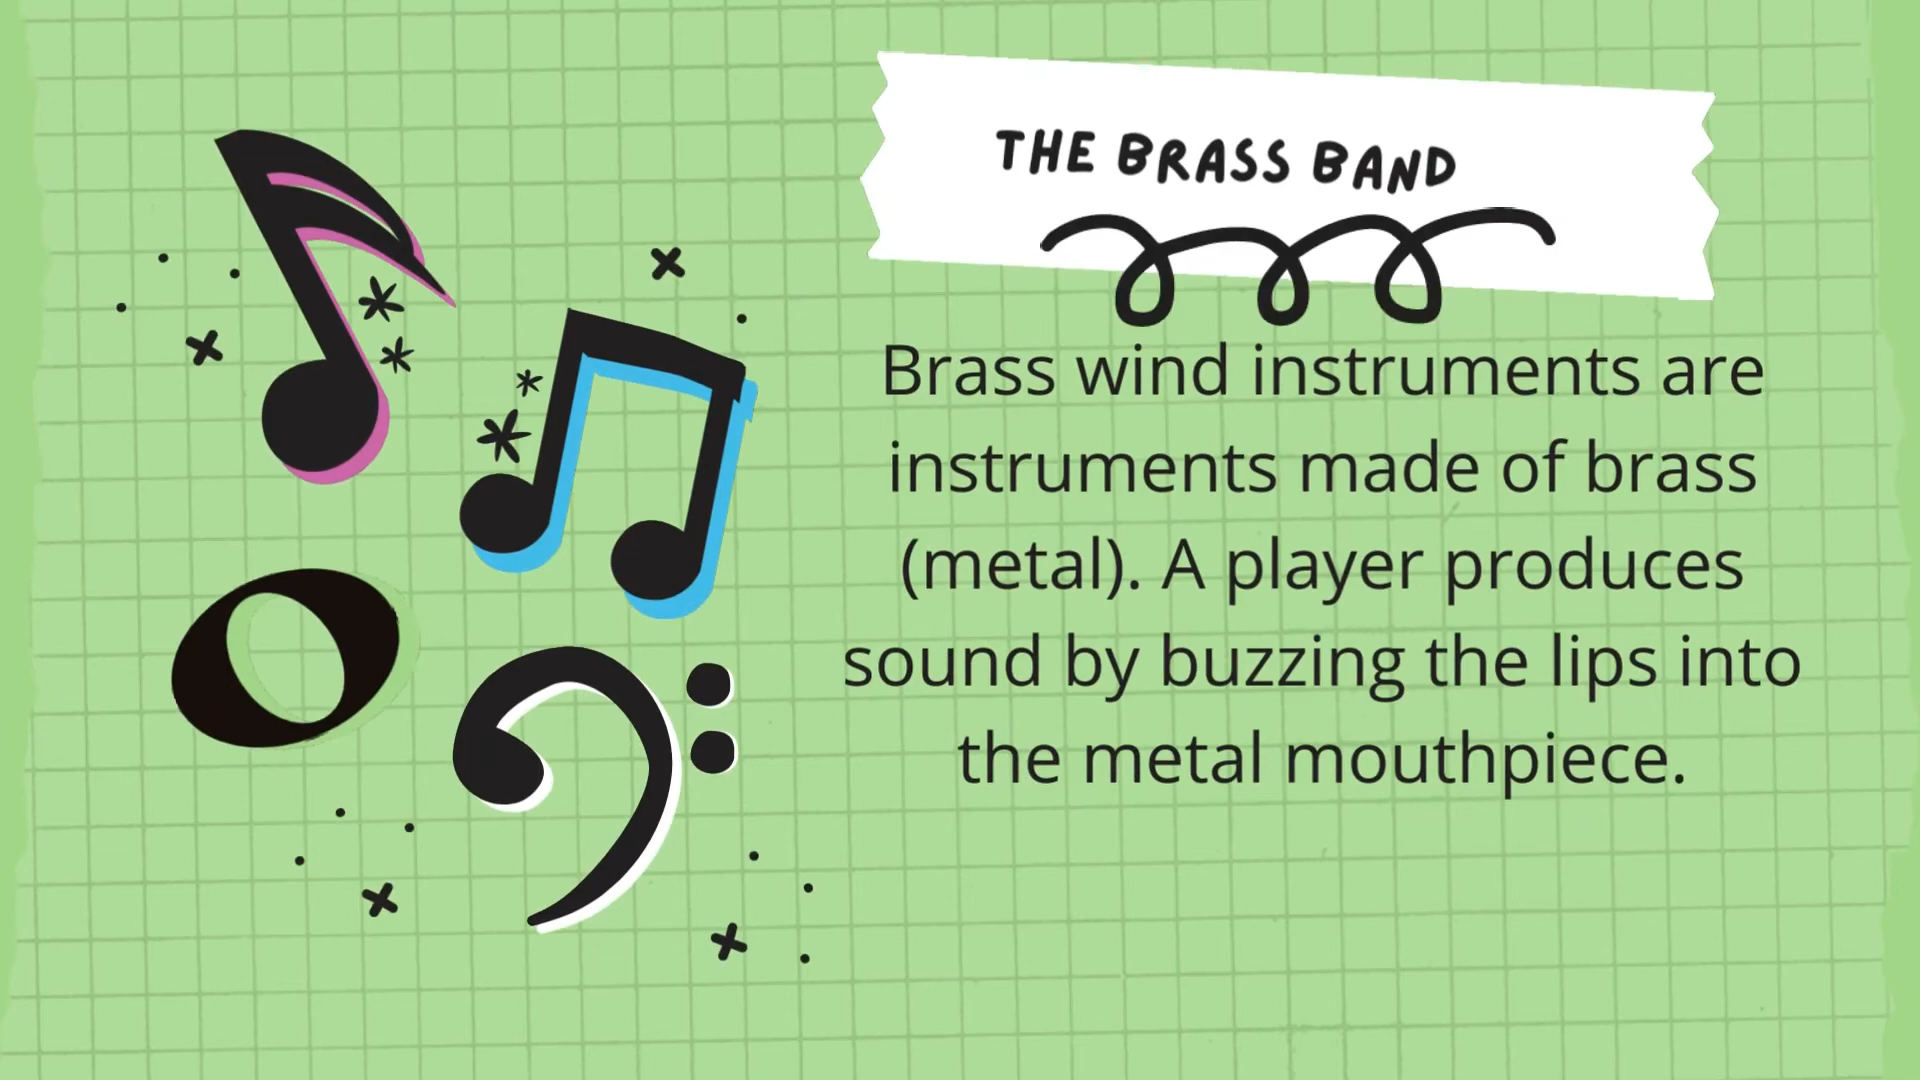 THE BRASS BAND
Brass wind instruments are
instruments made of brass
(metal). A player produces
sound by buzzing the lips into
the metal mouthpiece.